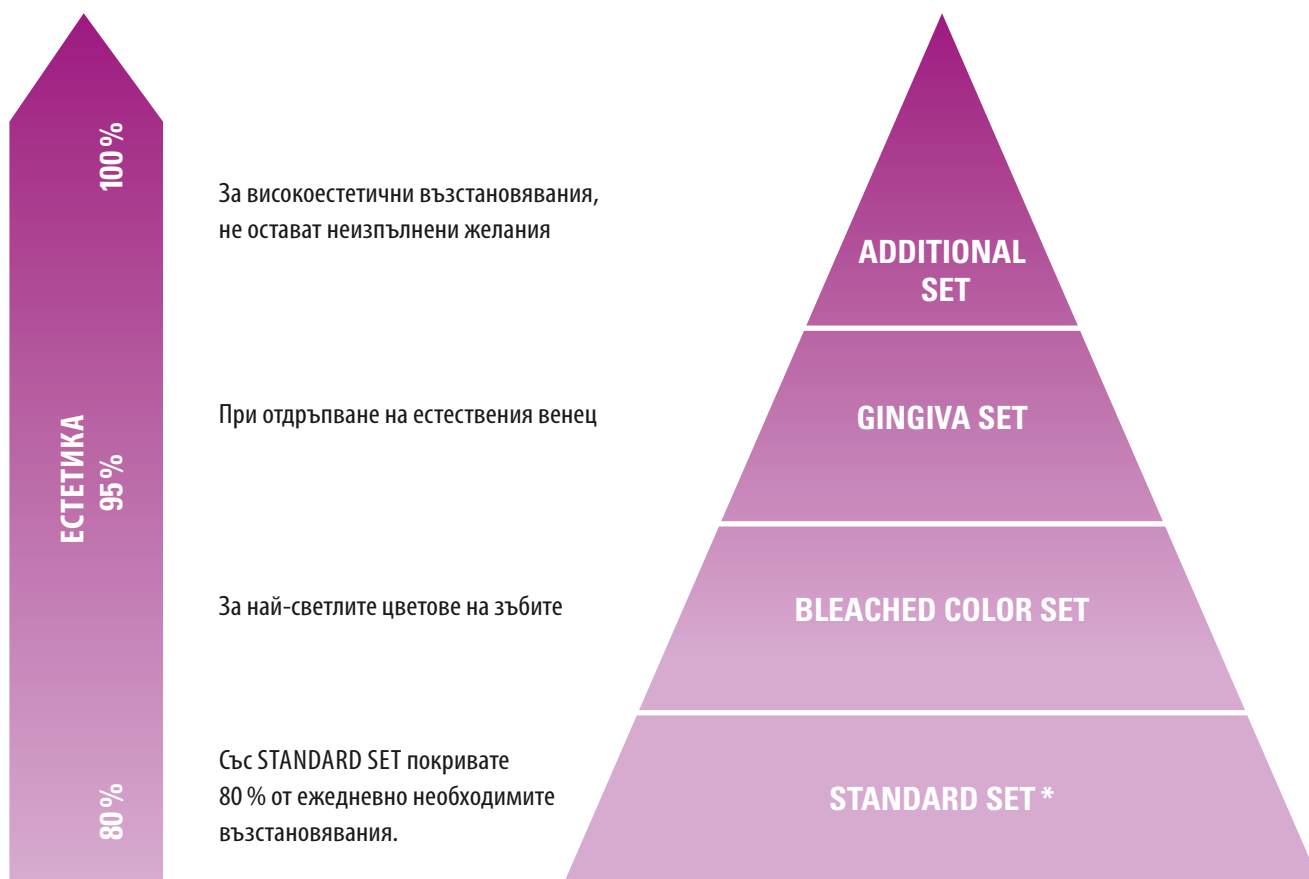 100 %
За високоестетични възстановявания,
не остават неизпълнени желания
ADDITIONAL
SET
ЕСТЕТИКА
95 %
При отдръпване на естествения венец
GINGIVA SET
За най-светлите цветове на зъбите
BLEACHED COLOR SET
80 %
Със STANDARD SET покривате
80 % от ежедневно необходимите
възстановявания.
STANDARD SET *